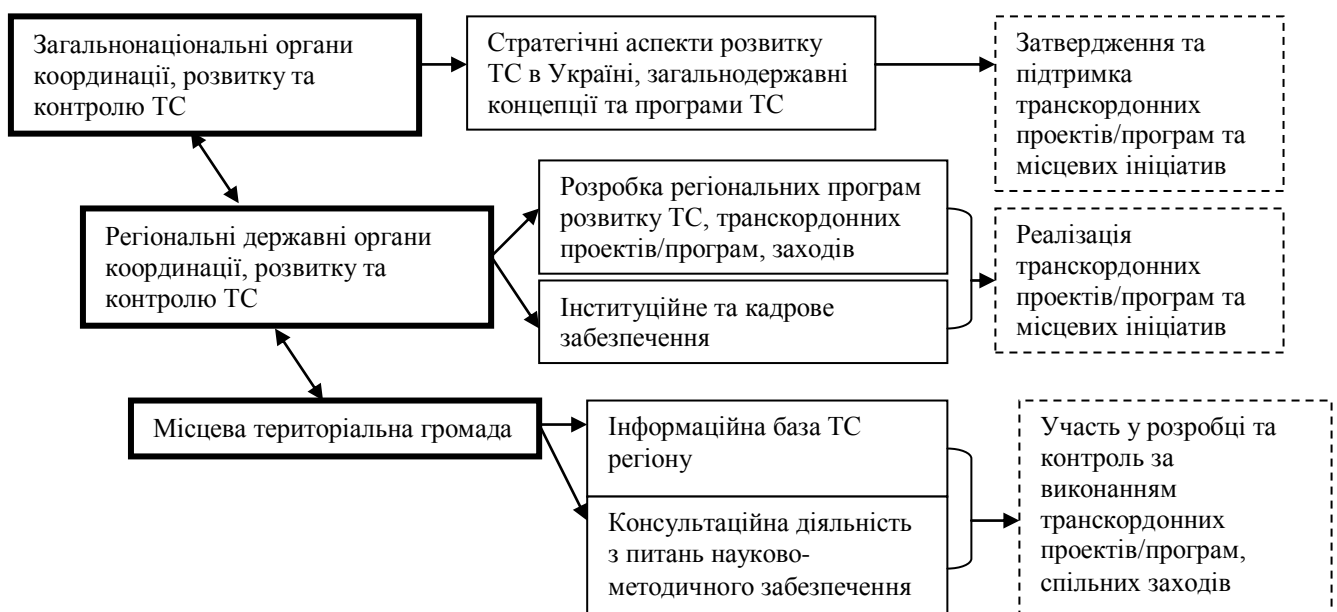 Загальнонаціональні органи
координації, розвитку та
контролю ТС
Стратегічні аспекти розвитку
ТС в Україні, загальнодержавні
концепції та програми ТС
Затвердження та
підтримка
транскордонних
проектів/програм та
місцевих ініціатив
Регіональні державні органи
координації, розвитку та
контролю ТС
Розробка регіональних програм
розвитку ТС, транскордонних
проектів/програм, заходів
Інституційне та кадрове
забезпечення
Реалізація
транскордонних
проектів/програм та
місцевих ініціатив
Місцева територіальна громада
Інформаційна база ТС
регіону
Консультаційна діяльність
з питань науково-
методичного забезпечення
Участь у розробці та
контроль за
виконанням
транскордонних
проектів/програм,
спільних заходів